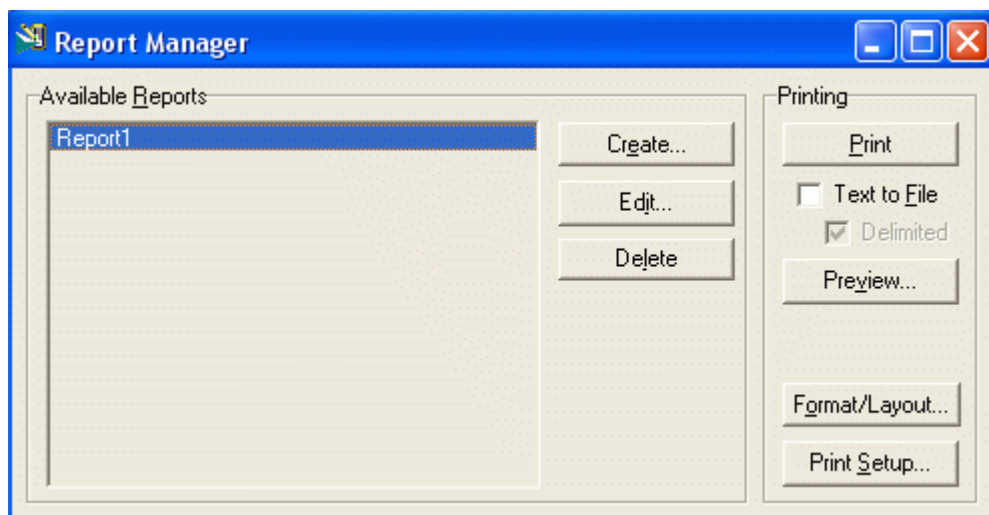 Report Manager
Available Reports
Report1
Create...
Edit...
Delete
Printing
Print
Text to File
Delimited
Preview...
Format/Layout...
Print Setup...